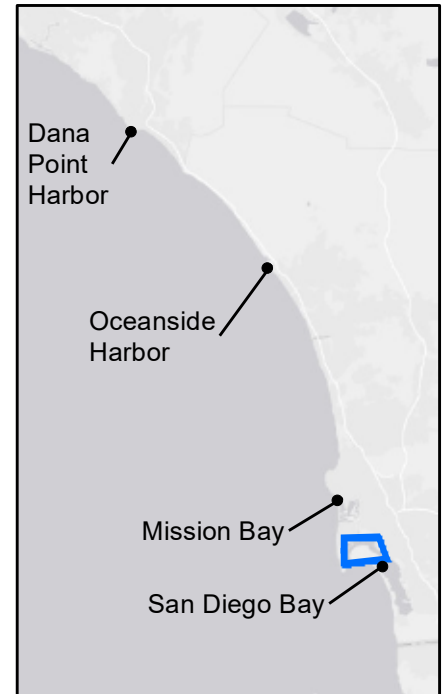 Dana
Point
Harbor
Oceanside
Harbor
Mission Bay
San Diego Bay